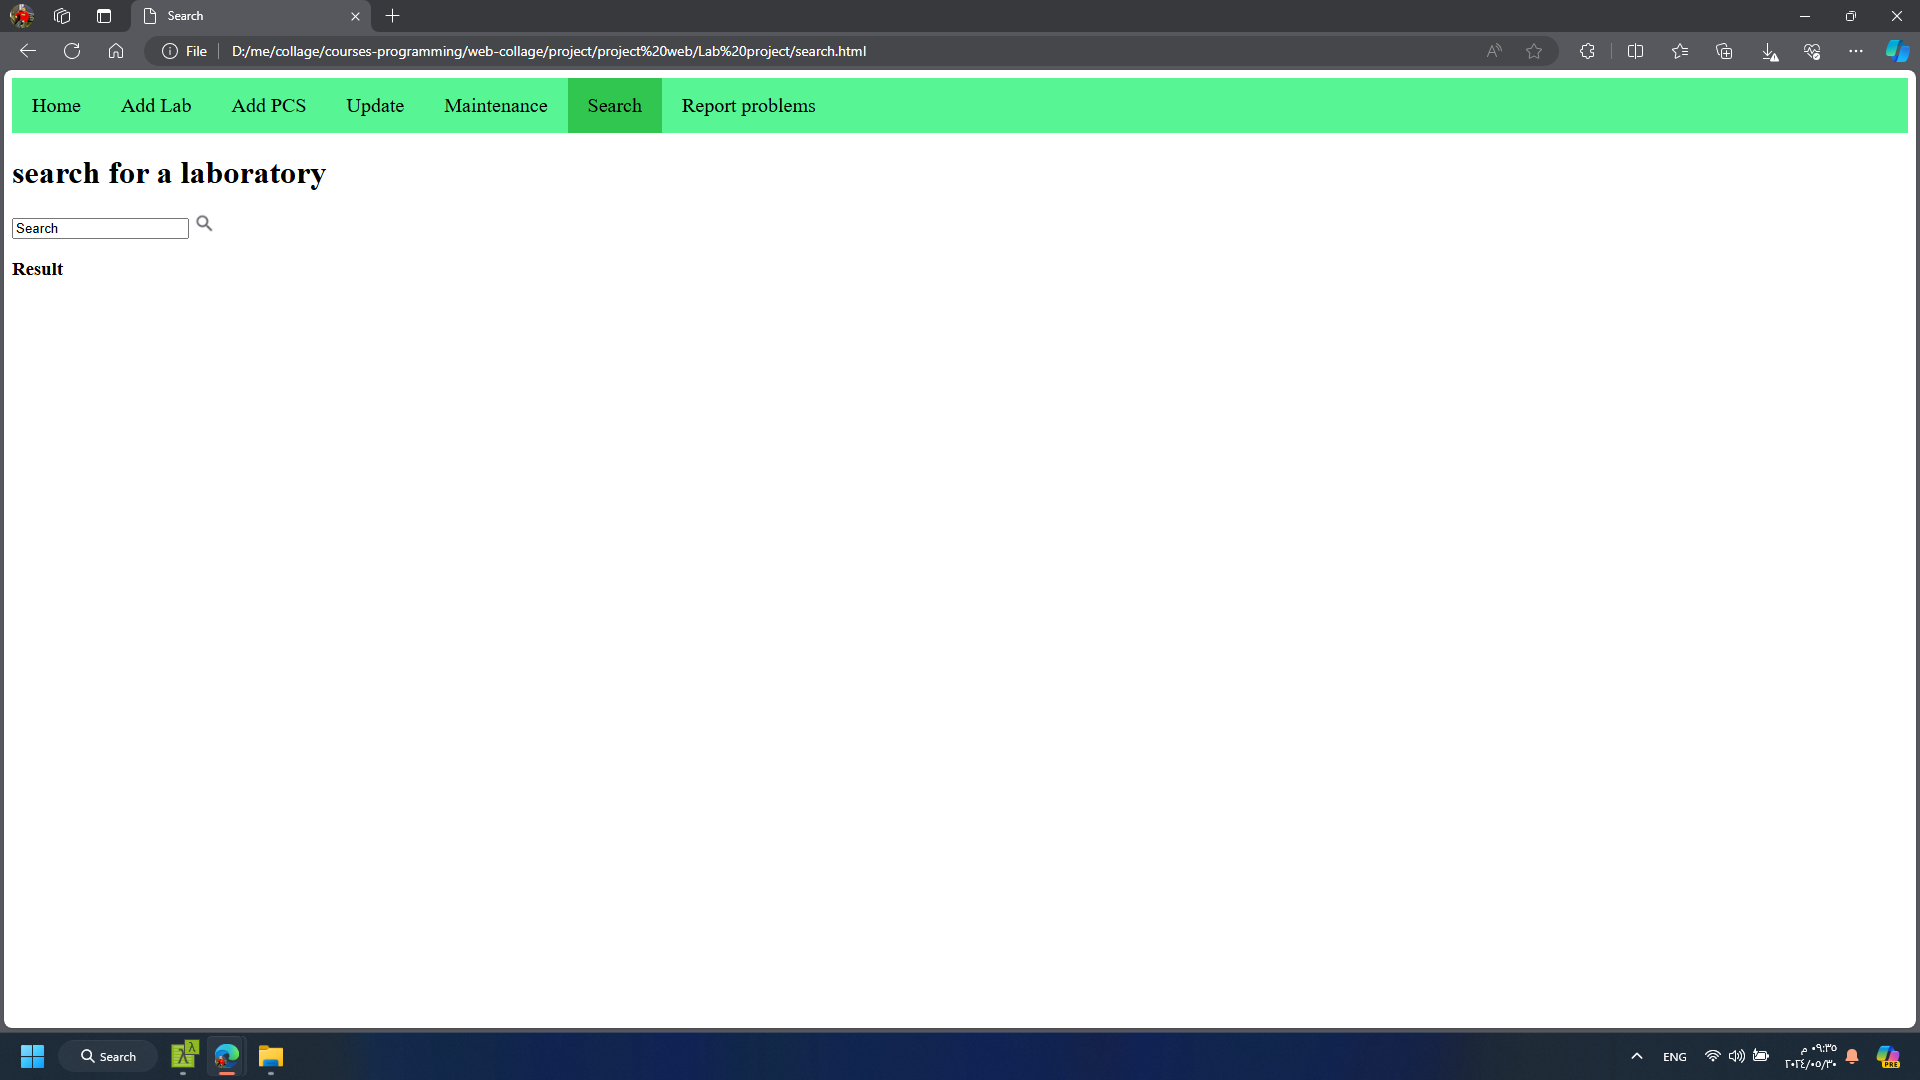 Search
File D:/me/collage/courses-programming/web-collage/project/project%20web/Lab%20project/search.html
Home Add Lab Add PCS Update Maintenance Search Report problems
search for a laboratory
Search
Result
Search ENG ٠٩:٣٥ م
٢٠٢٤/٠٥/٣٠
PRE